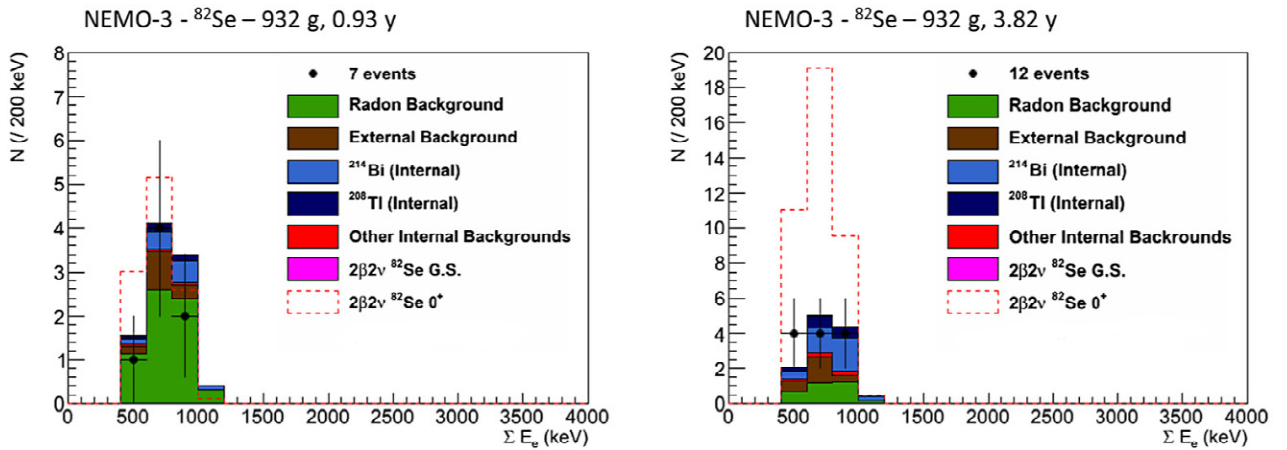 NEMO-3 - ⁸²Se – 932 g, 0.93 y
N (/ 200 keV)
8
7
6
5
4
3
2
1
0
7 events
Radon Background
External Background
²¹⁴Bi (Internal)
²⁰⁸Tl (Internal)
Other Internal Backgrounds
2β2ν ⁸²Se G.S.
2β2ν ⁸²Se 0⁺
0 500 1000 1500 2000 2500 3000 3500 4000
Σ Eₑ (keV)
NEMO-3 - ⁸²Se – 932 g, 3.82 y
N (/ 200 keV)
20
18
16
14
12
10
8
6
4
2
0
12 events
Radon Background
External Background
²¹⁴Bi (Internal)
²⁰⁸Tl (Internal)
Other Internal Backrounds
2β2ν ⁸²Se G.S.
2β2ν ⁸²Se 0⁺
0 500 1000 1500 2000 2500 3000 3500 4000
Σ Eₑ (keV)